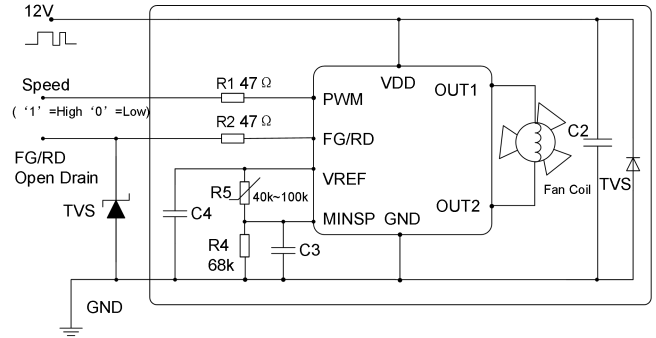 12V
Speed
( ‘1’ =High ‘0’ =Low)
R1 47 Ω
R2 47 Ω
FG/RD
Open Drain
TVS
C4
R5
40k~100k
R4
68k
C3
GND
VDD
PWM
FG/RD
VREF
MINSP
GND
OUT1
OUT2
Fan Coil
C2
TVS